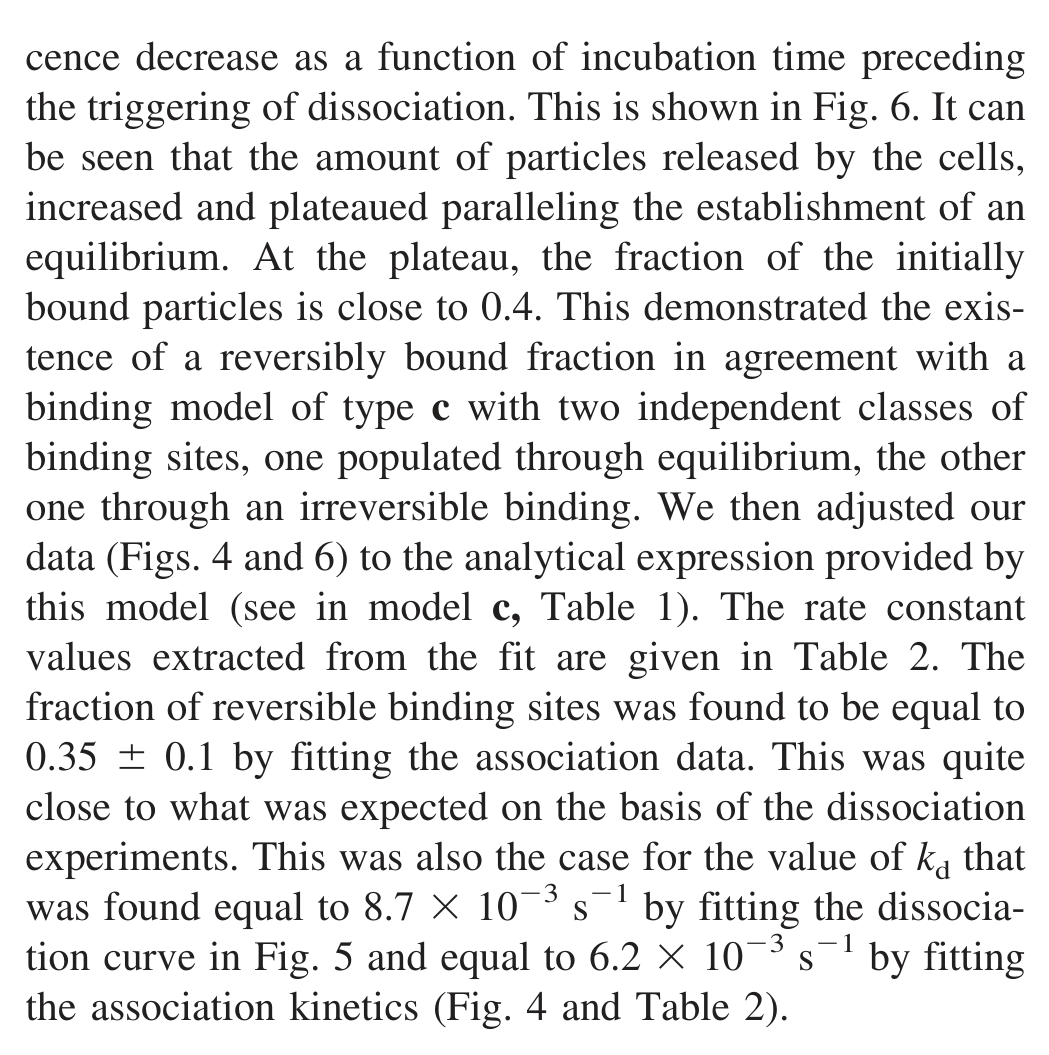 cence decrease as a function of incubation time preceding
the triggering of dissociation. This is shown in Fig. 6. It can
be seen that the amount of particles released by the cells,
increased and plateaued paralleling the establishment of an
equilibrium. At the plateau, the fraction of the initially
bound particles is close to 0.4. This demonstrated the exis-
tence of a reversibly bound fraction in agreement with a
binding model of type c with two independent classes of
binding sites, one populated through equilibrium, the other
one through an irreversible binding. We then adjusted our
data (Figs. 4 and 6) to the analytical expression provided by
this model (see in model c, Table 1). The rate constant
values extracted from the fit are given in Table 2. The
fraction of reversible binding sites was found to be equal to
0.35 ± 0.1 by fitting the association data. This was quite
close to what was expected on the basis of the dissociation
experiments. This was also the case for the value of k_d that
was found equal to 8.7 × 10⁻³ s⁻¹ by fitting the dissocia-
tion curve in Fig. 5 and equal to 6.2 × 10⁻³ s⁻¹ by fitting
the association kinetics (Fig. 4 and Table 2).